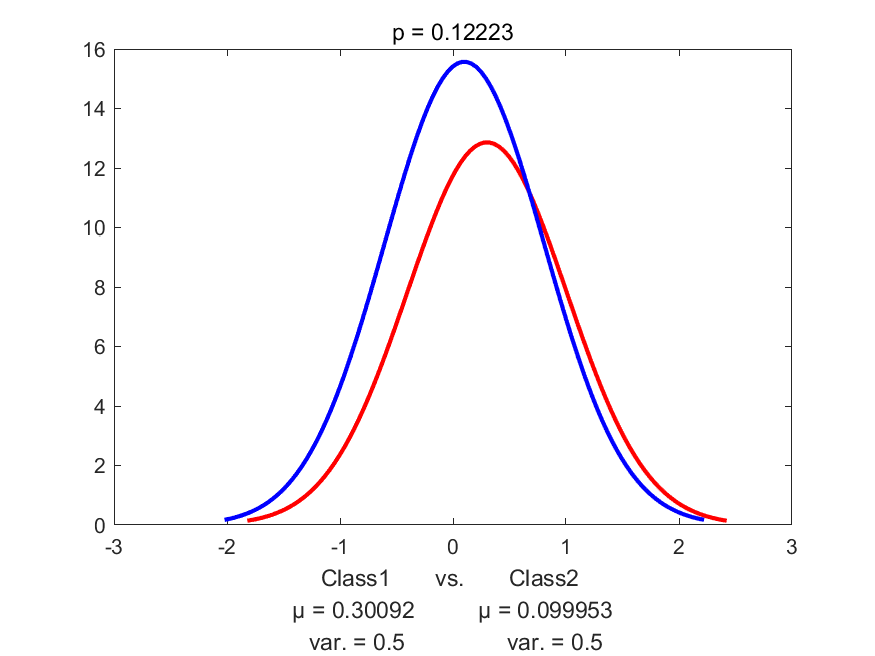 p = 0.12223
16
14
12
10
8
6
4
2
0
-3 -2 -1 0 1 2 3
Class1 vs. Class2
μ = 0.30092 μ = 0.099953
var. = 0.5 var. = 0.5